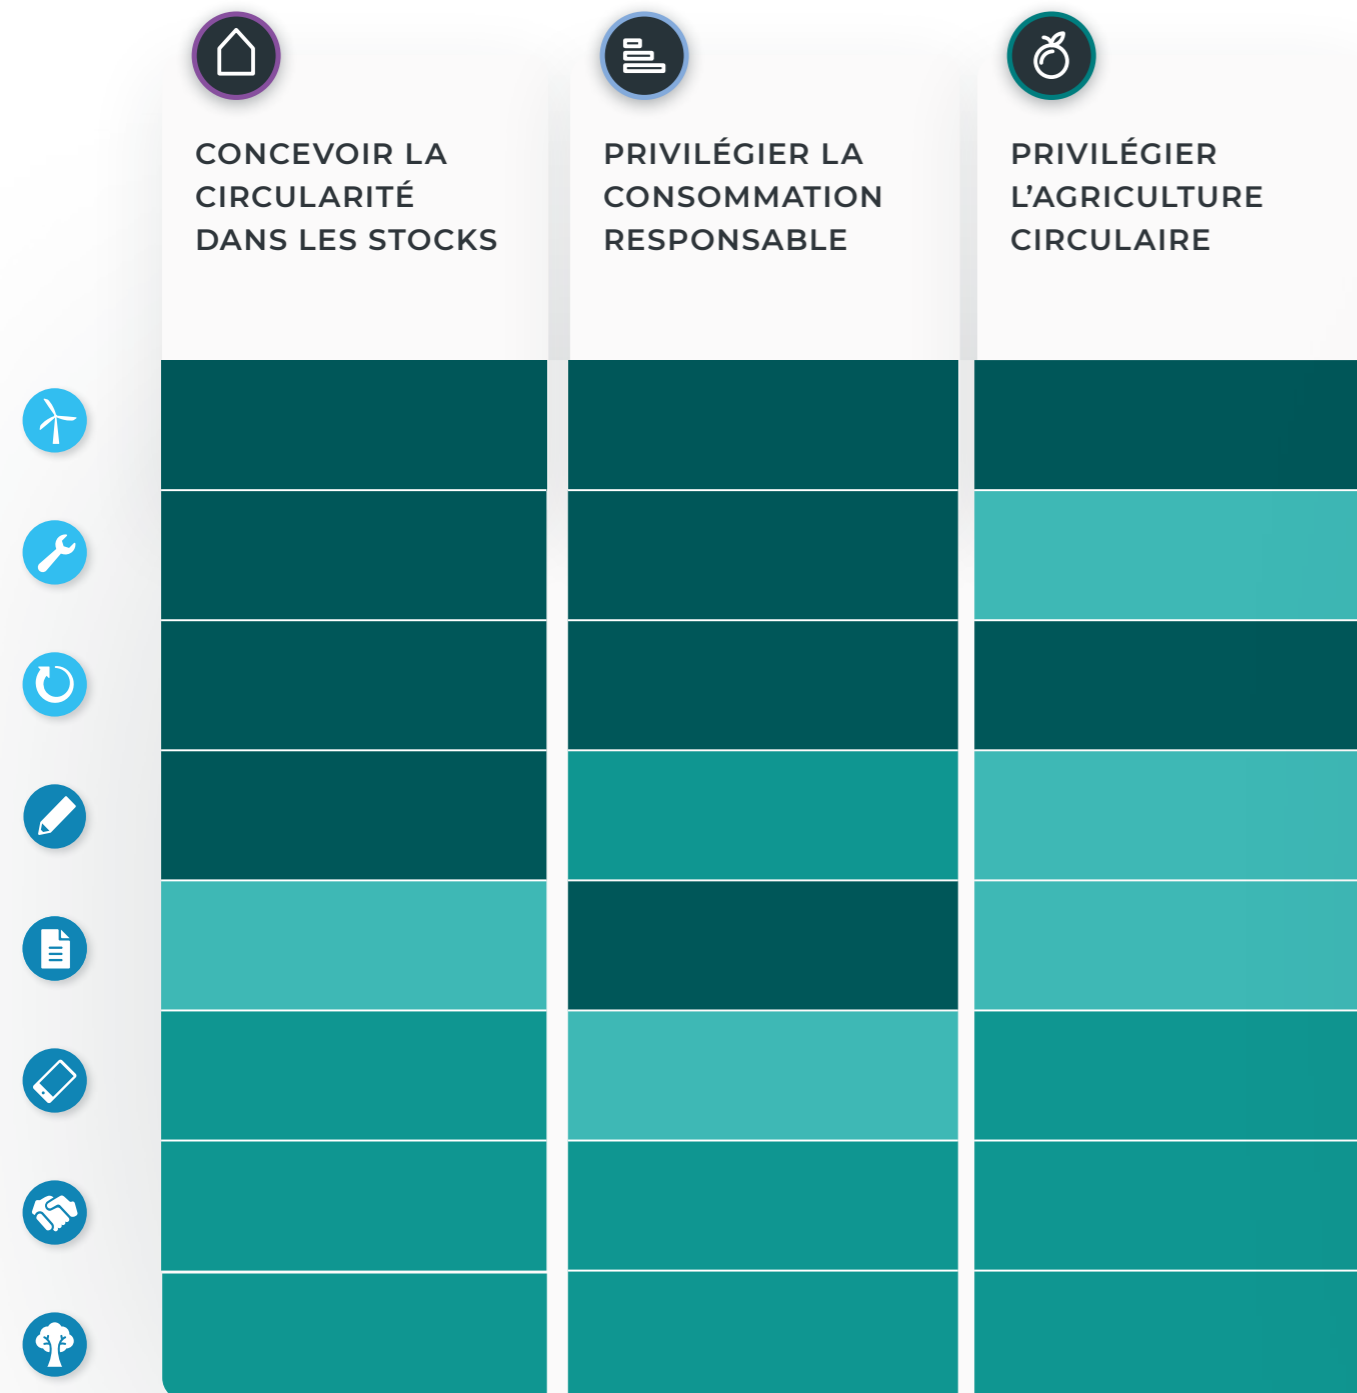 CONCEVOIR LA
CIRCULARITÉ
DANS LES STOCKS
PRIVILÉGIER LA
CONSOMMATION
RESPONSABLE
PRIVILÉGIER
L’AGRICULTURE
CIRCULAIRE